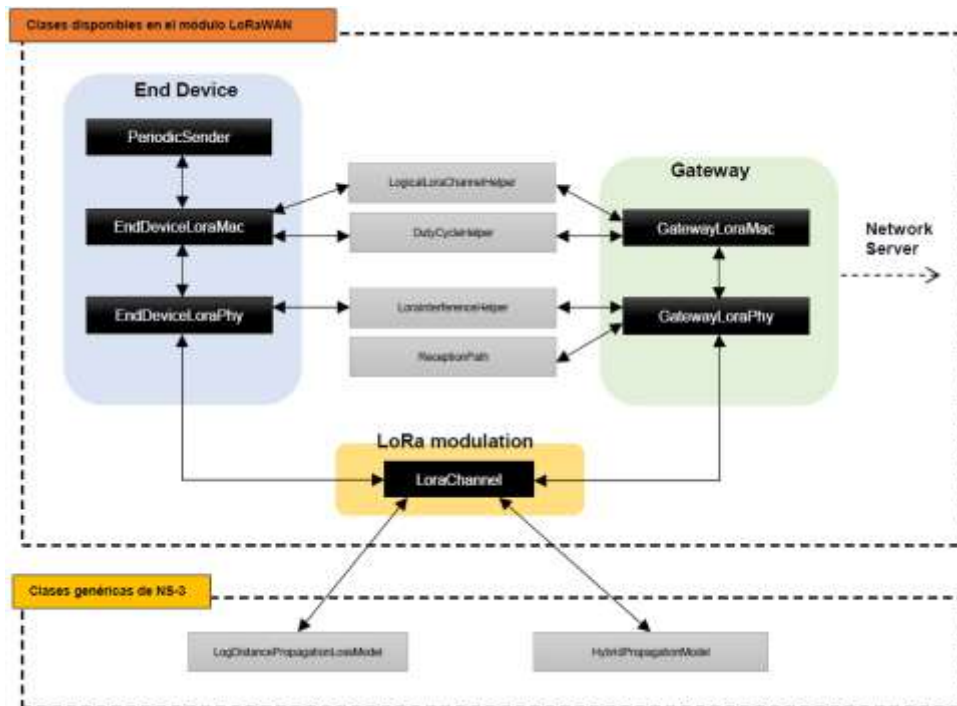 Clases disponibles en el módulo LoRaWAN
End Device
PeriodicSender
EndDeviceLoraMac
EndDeviceLoraPhy
LogicalLoraChannelHelper
DutyCycleHelper
LoraInterferenceHelper
ReceptionPath
Gateway
GatewayLoraMac
GatewayLoraPhy
Network
Server
LoRa modulation
LoraChannel
Clases genéricas de NS-3
LogDistancePropagationLossModel
HybridPropagationModel